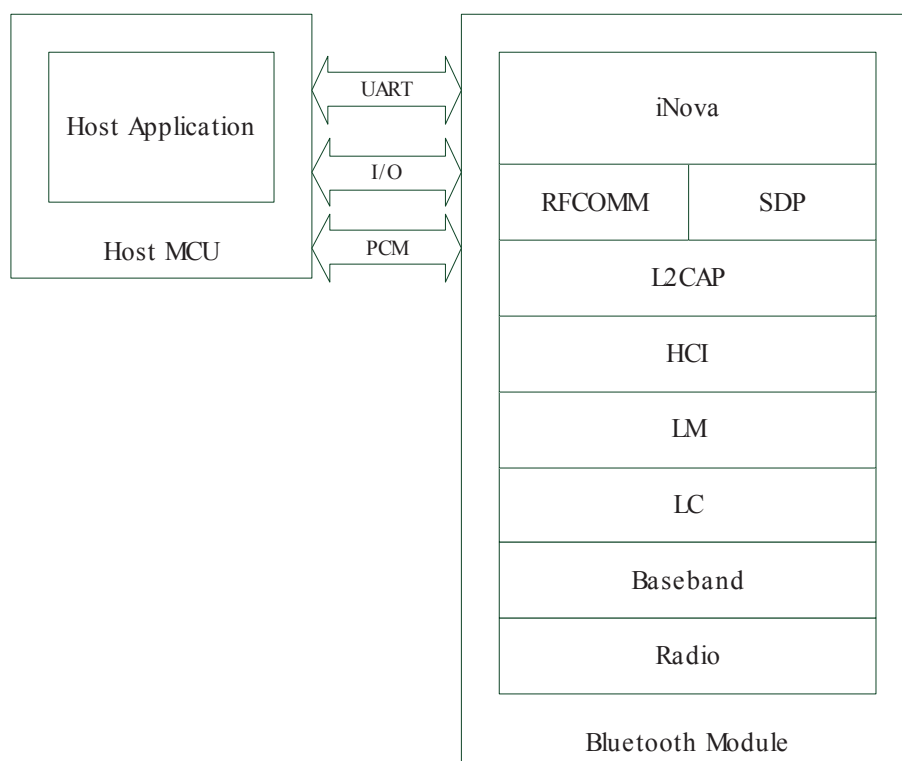 Host Application
Host MCU
UART
I/O
PCM
iNova
RFCOMM
SDP
L2CAP
HCI
LM
LC
Baseband
Radio
Bluetooth Module